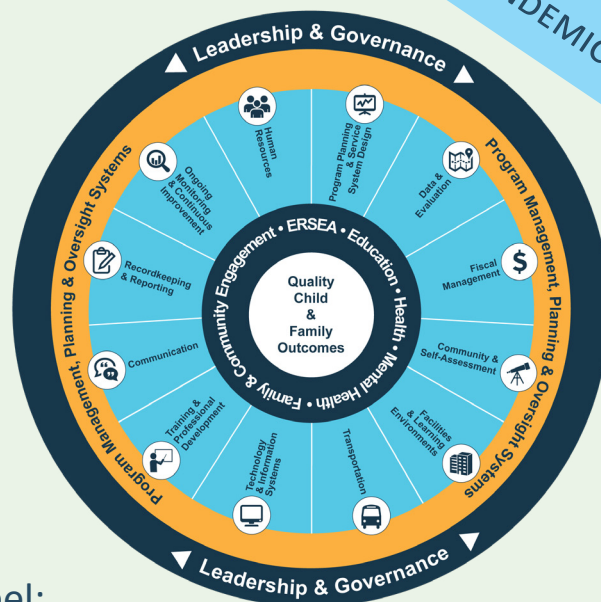 Leadership & Governance
Program Management, Planning & Oversight Systems
Program Management, Planning & Oversight Systems
Human
Resources
Program Planning
& Service
System Design
Data &
Evaluation
Fiscal
Management
Community &
Self-Assessment
Facilities
& Learning
Environments
Transportation
Technology
& Information
Systems
Training &
Professional
Development
Communication
Recordkeeping
& Reporting
Ongoing
Monitoring
& Continuous
Improvement
Family & Community Engagement • ERSEA • Education • Health • Mental Health •
Quality
Child
&
Family
Outcomes
Leadership & Governance